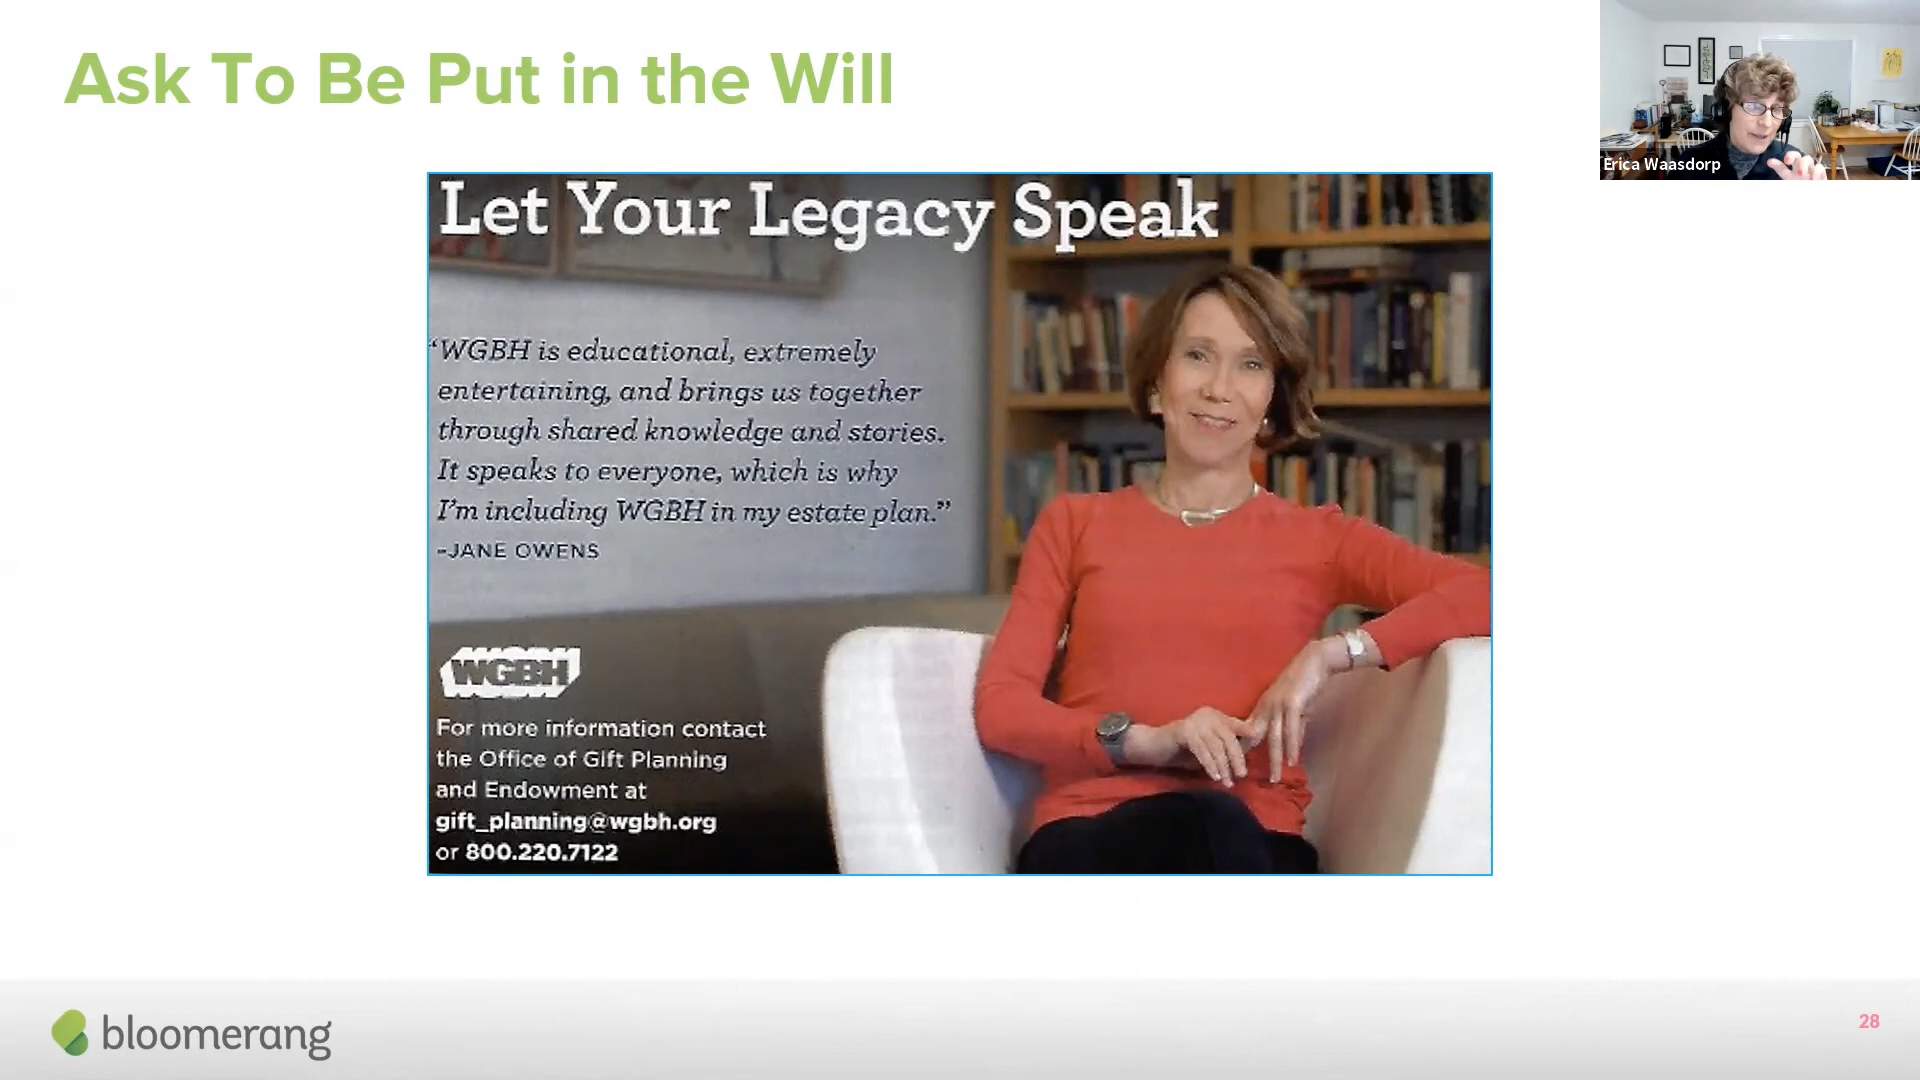 Ask To Be Put in the Will
Erica Waasdorp
Let Your Legacy Speak
“WGBH is educational, extremely
entertaining, and brings us together
through shared knowledge and stories.
It speaks to everyone, which is why
I’m including WGBH in my estate plan.”
-JANE OWENS
WGBH
For more information contact
the Office of Gift Planning
and Endowment at
gift_planning@wgbh.org
or 800.220.7122
bloomerang
28